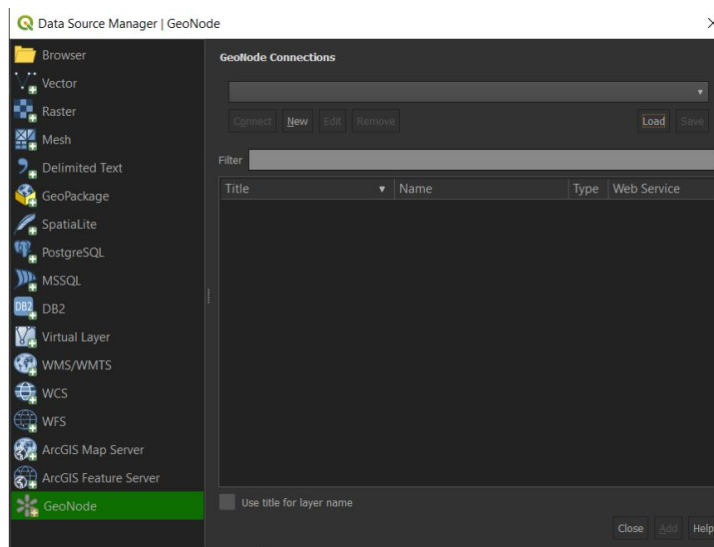 Data Source Manager | GeoNode
Browser
Vector
Raster
Mesh
Delimited Text
GeoPackage
SpatiaLite
PostgreSQL
MSSQL
DB2 DB2
Virtual Layer
WMS/WMTS
WCS
WFS
ArcGIS Map Server
ArcGIS Feature Server
GeoNode
GeoNode Connections
Connect New Edit Remove Load Save
Filter
Title Name Type Web Service
Use title for layer name
Close Add Help